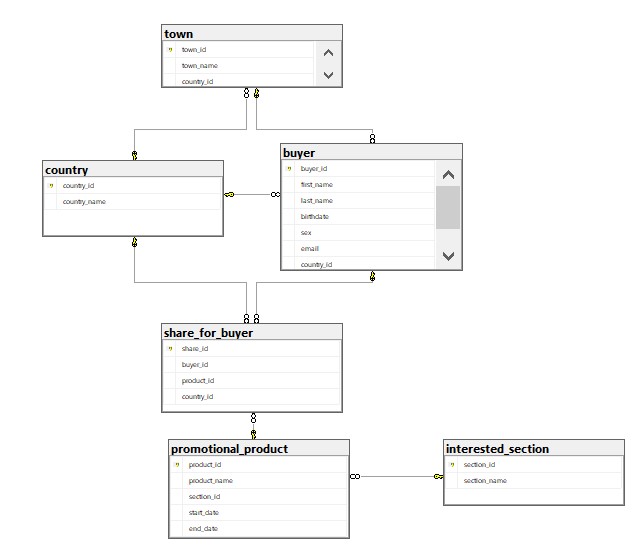 town
town_id
town_name
country_id
country
country_id
country_name
buyer
buyer_id
first_name
last_name
birthdate
sex
email
country_id
share_for_buyer
share_id
buyer_id
product_id
country_id
promotional_product
product_id
product_name
section_id
start_date
end_date
interested_section
section_id
section_name